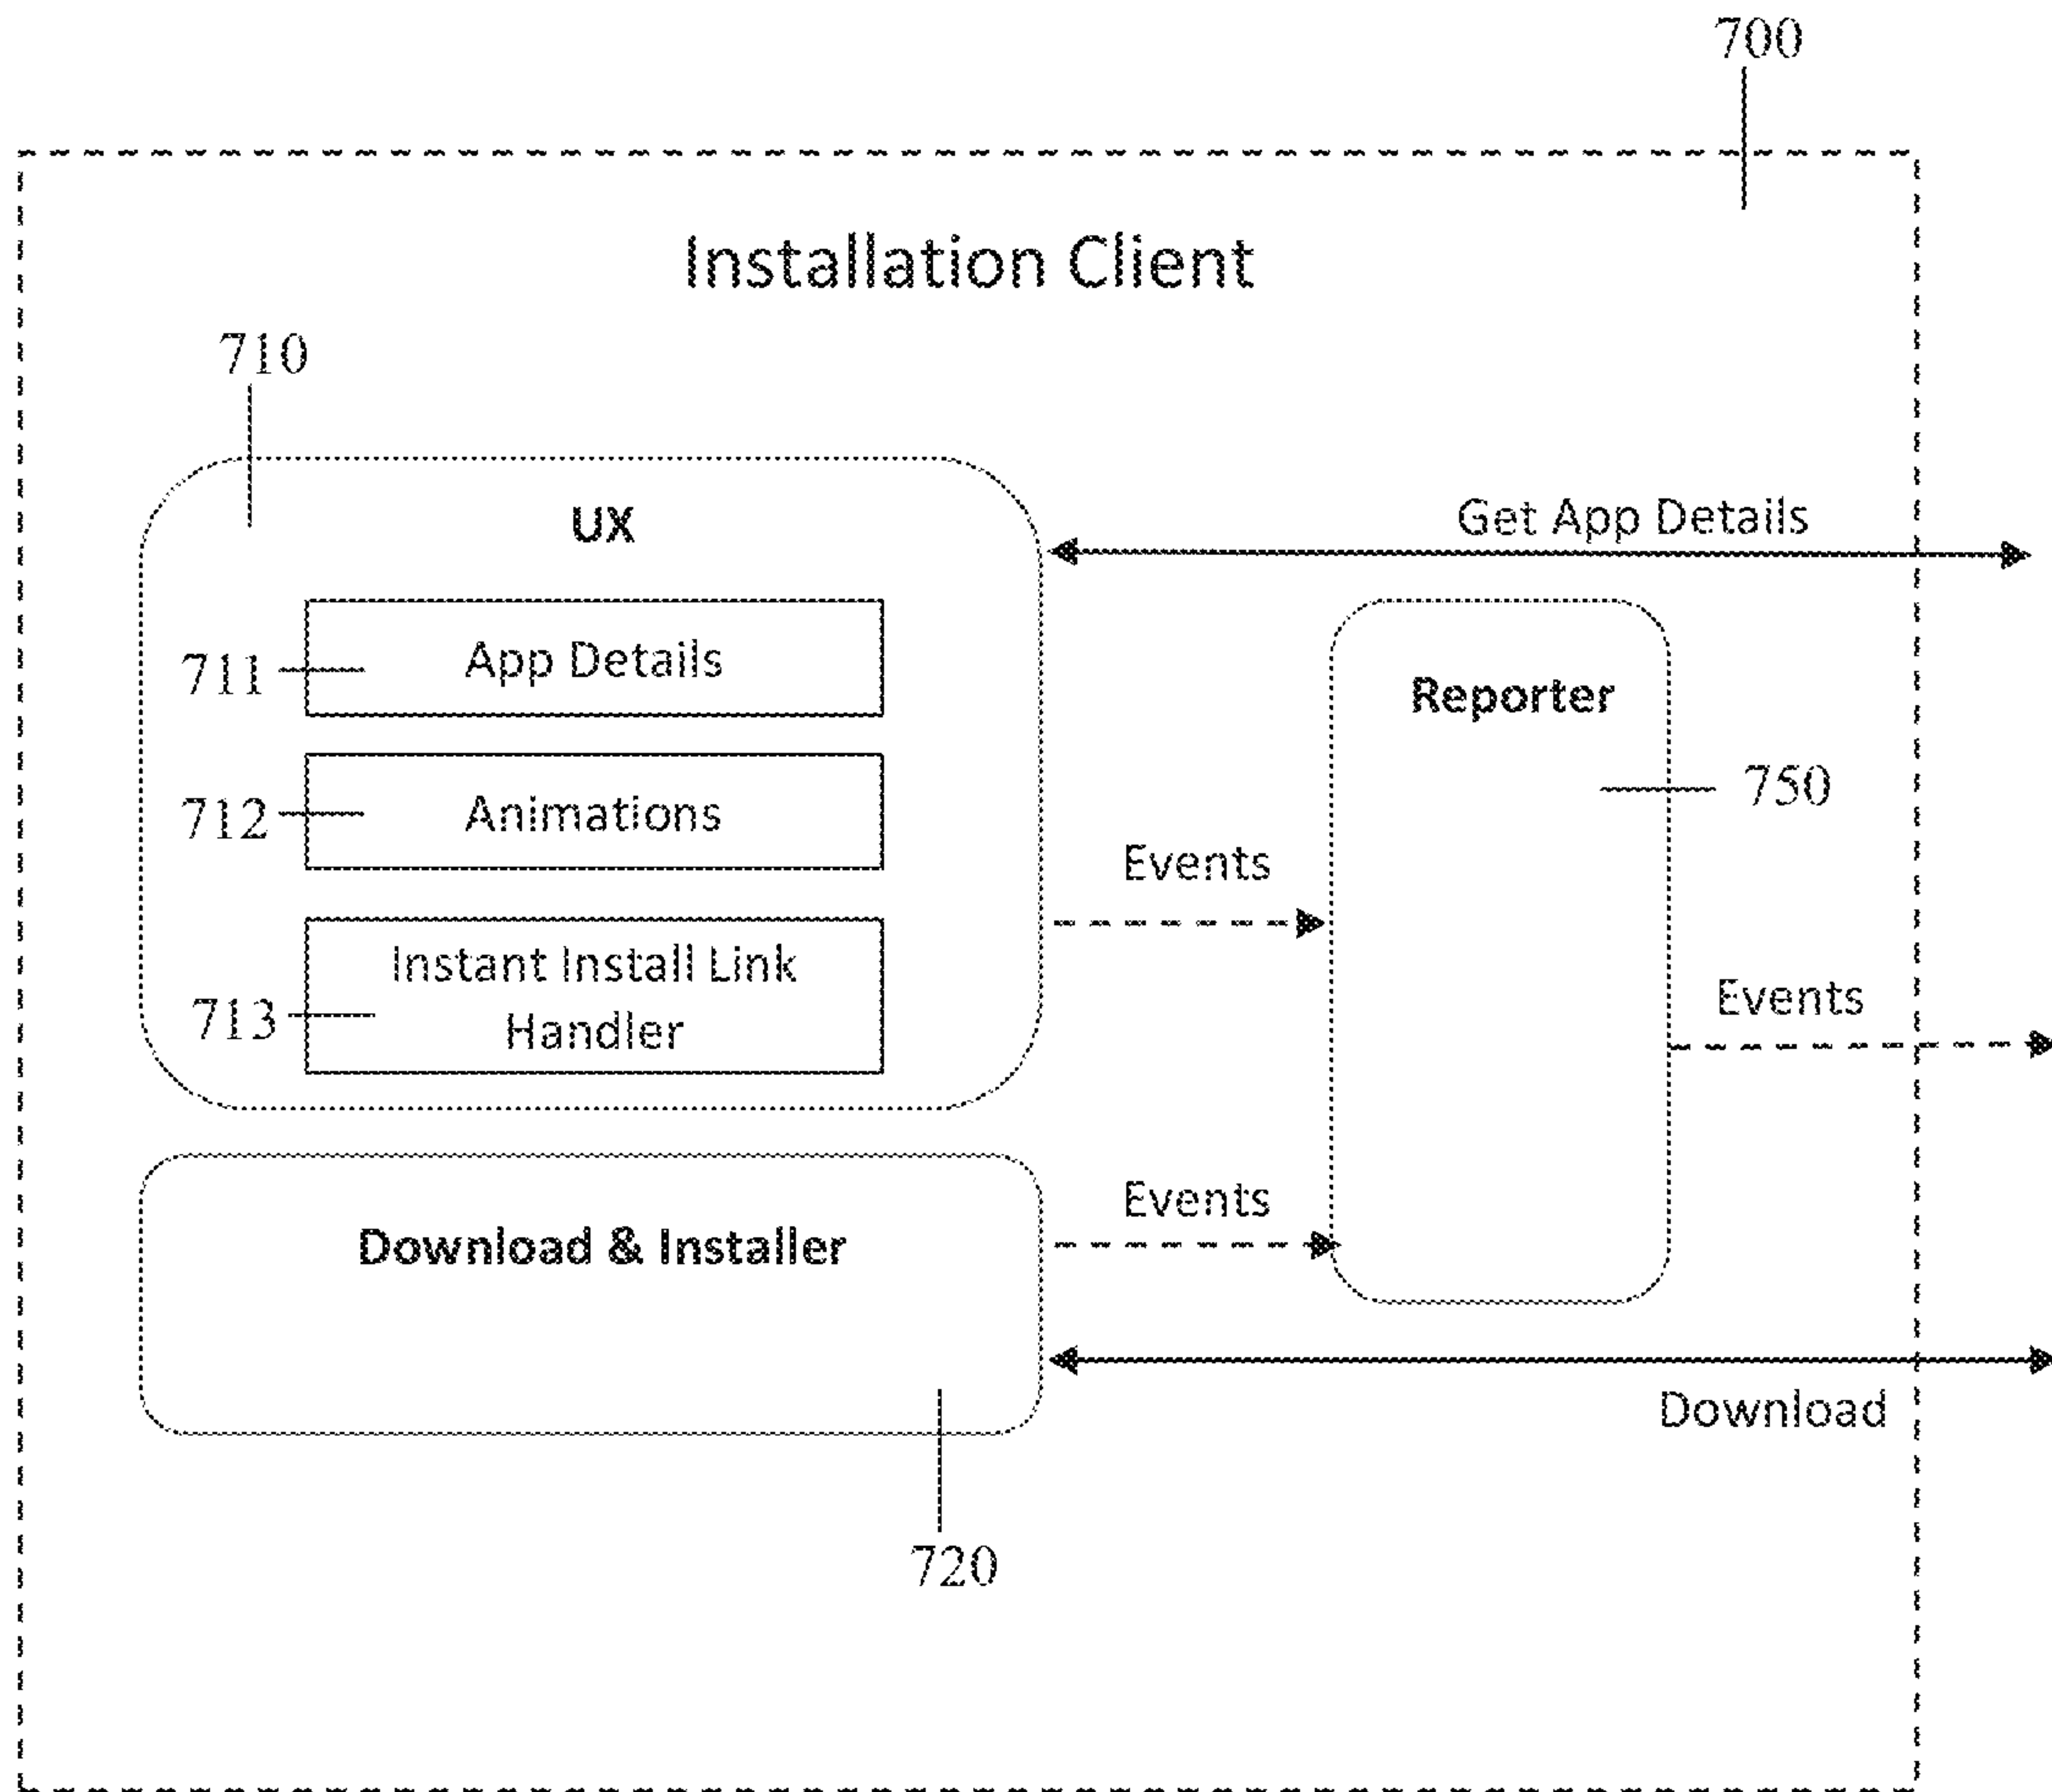 700
Installation Client
710
UX
Get App Details
711
App Details
Reporter
712
Animations
750
Events
713
Instant Install Link
Handler
Events
Download & Installer
Events
Download
720